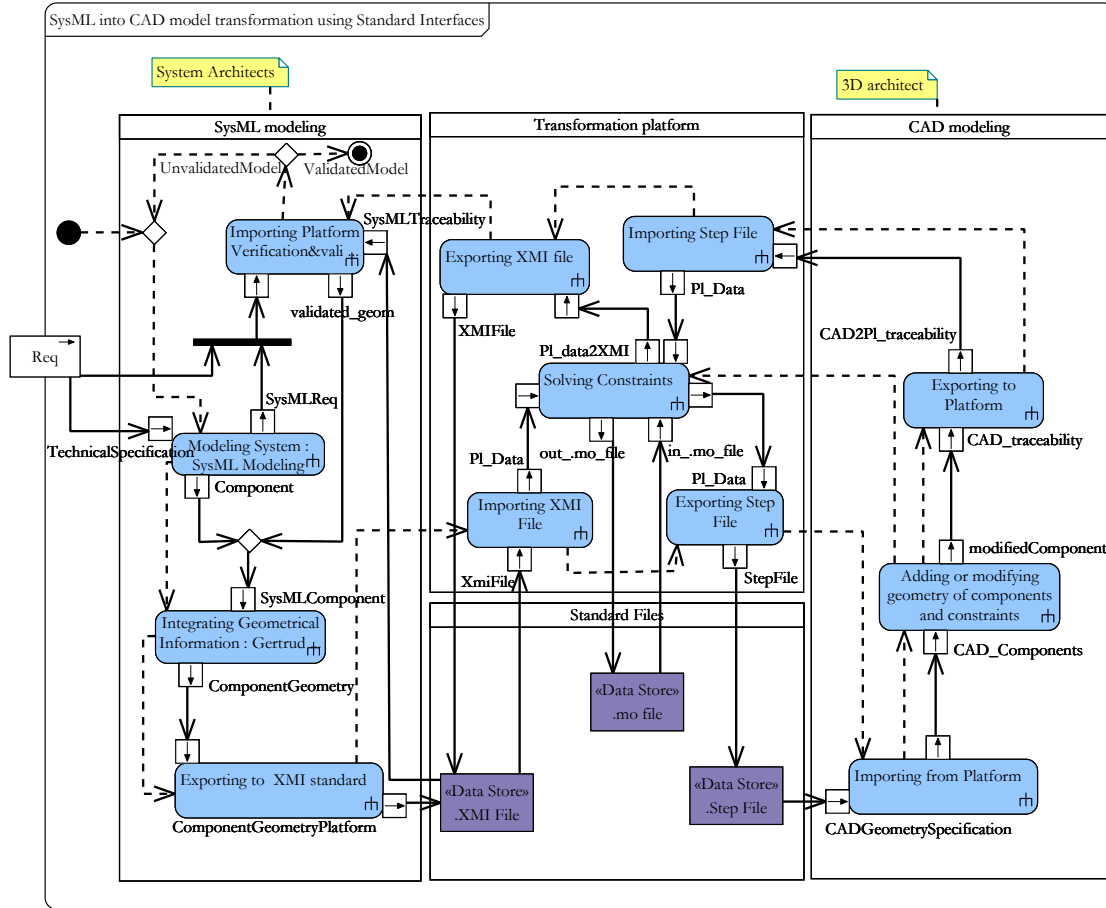 SysML into CAD model transformation using Standard Interfaces
System Architects
3D architect
SysML modeling
Transformation platform
CAD modeling
UnvalidatedModel
ValidatedModel
Importing Platform
Verification&vali ...
SysMLTraceability
validated_geom
Req
SysMLReq
TechnicalSpecification
Modeling System :
SysML Modeling
Component
SysMLComponent
Integrating Geometrical
Information : Gertrud
ComponentGeometry
Exporting to XMI standard
ComponentGeometryPlatform
Exporting XMI file
XMIFile
Importing Step File
Pl_Data
Pl_data2XMI
Solving Constraints
out_.mo_file
in_.mo_file
Pl_Data
Importing XMI
File
XmiFile
Pl_Data
Exporting Step
File
StepFile
Standard Files
«Data Store»
.mo file
«Data Store»
.XMI File
«Data Store»
.Step File
CAD2Pl_traceability
Exporting to
Platform
CAD_traceability
modifiedComponent
Adding or modifying
geometry of components
and constraints
CAD_Components
Importing from Platform
CADGeometrySpecification